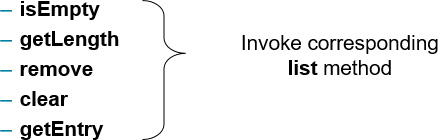 – isEmpty
– getLength
– remove
– clear
– getEntry
Invoke corresponding
list method